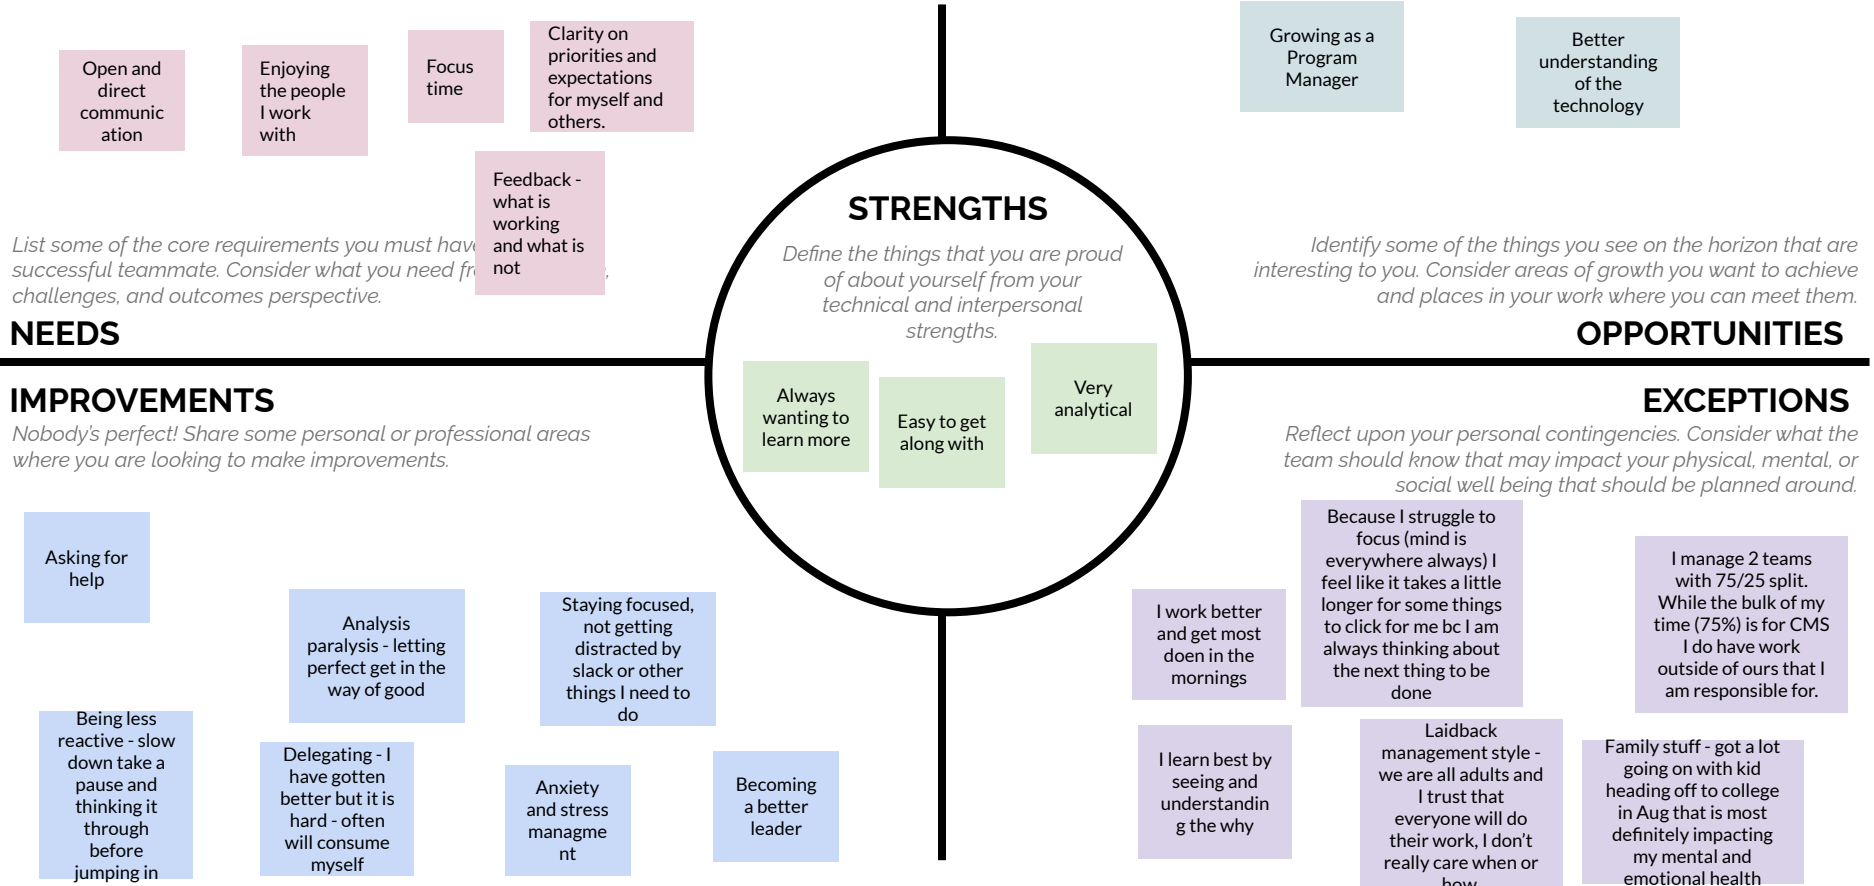 Open and
direct
communic
ation
Enjoying
the people
I work
with
Focus
time
Clarity on
priorities and
expectations
for myself and
others.
Feedback -
what is
working
and what is
not
List some of the core requirements you must have
successful teammate. Consider what you need
challenges, and outcomes perspective.
NEEDS
Growing as a
Program
Manager
Better
understanding
of the
technology
Identify some of the things you see on the horizon that are
interesting to you. Consider areas of growth you want to achieve
and places in your work where you can meet them.
OPPORTUNITIES
STRENGTHS
Define the things that you are proud
of about yourself from your
technical and interpersonal
strengths.
Always
wanting to
learn more
Easy to get
along with
Very
analytical
IMPROVEMENTS
Nobody's perfect! Share some personal or professional areas
where you are looking to make improvements.
Asking for
help
Analysis
paralysis - letting
perfect get in the
way of good
Staying focused,
not getting
distracted by
slack or other
things I need to
do
Being less
reactive - slow
down take a
pause and
thinking it
through
before
jumping in
Delegating - I
have gotten
better but it is
hard - often
will consume
myself
Anxiety
and stress
managme
nt
Becoming
a better
leader
EXCEPTIONS
Reflect upon your personal contingencies. Consider what the
team should know that may impact your physical, mental, or
social well being that should be planned around.
I work better
and get most
doen in the
mornings
Because I struggle to
focus (mind is
everywhere always) I
feel like it takes a little
longer for some things
to click for me bc I am
always thinking about
the next thing to be
done
I manage 2 teams
with 75/25 split.
While the bulk of my
time (75%) is for CMS
I do have work
outside of ours that I
am responsible for.
I learn best by
seeing and
understandin
g the why
Laidback
management style -
we are all adults and
I trust that
everyone will do
their work, I don't
really care when or
how
Family stuff - got a lot
going on with kid
heading off to college
in Aug that is most
definitely impacting
my mental and
emotional health